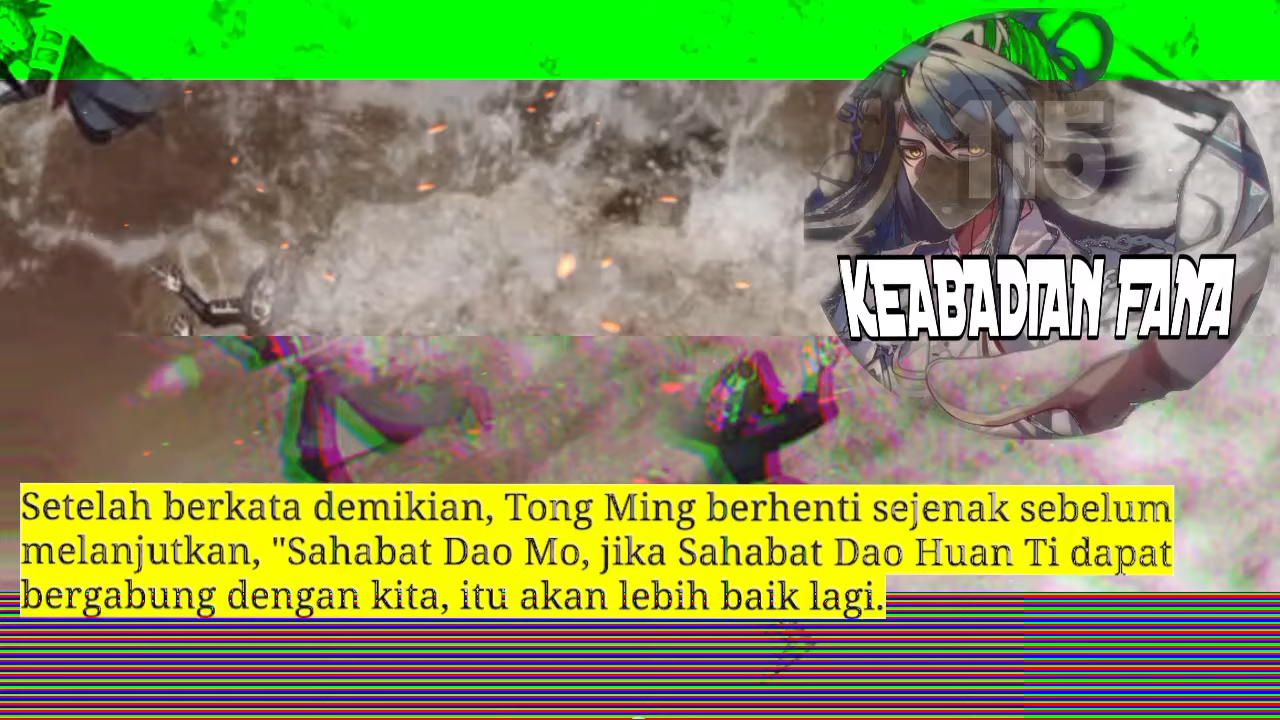 115
KEABADIAN FANA
Setelah berkata demikian, Tong Ming berhenti sejenak sebelum
melanjutkan, "Sahabat Dao Mo, jika Sahabat Dao Huan Ti dapat
bergabung dengan kita, itu akan lebih baik lagi.